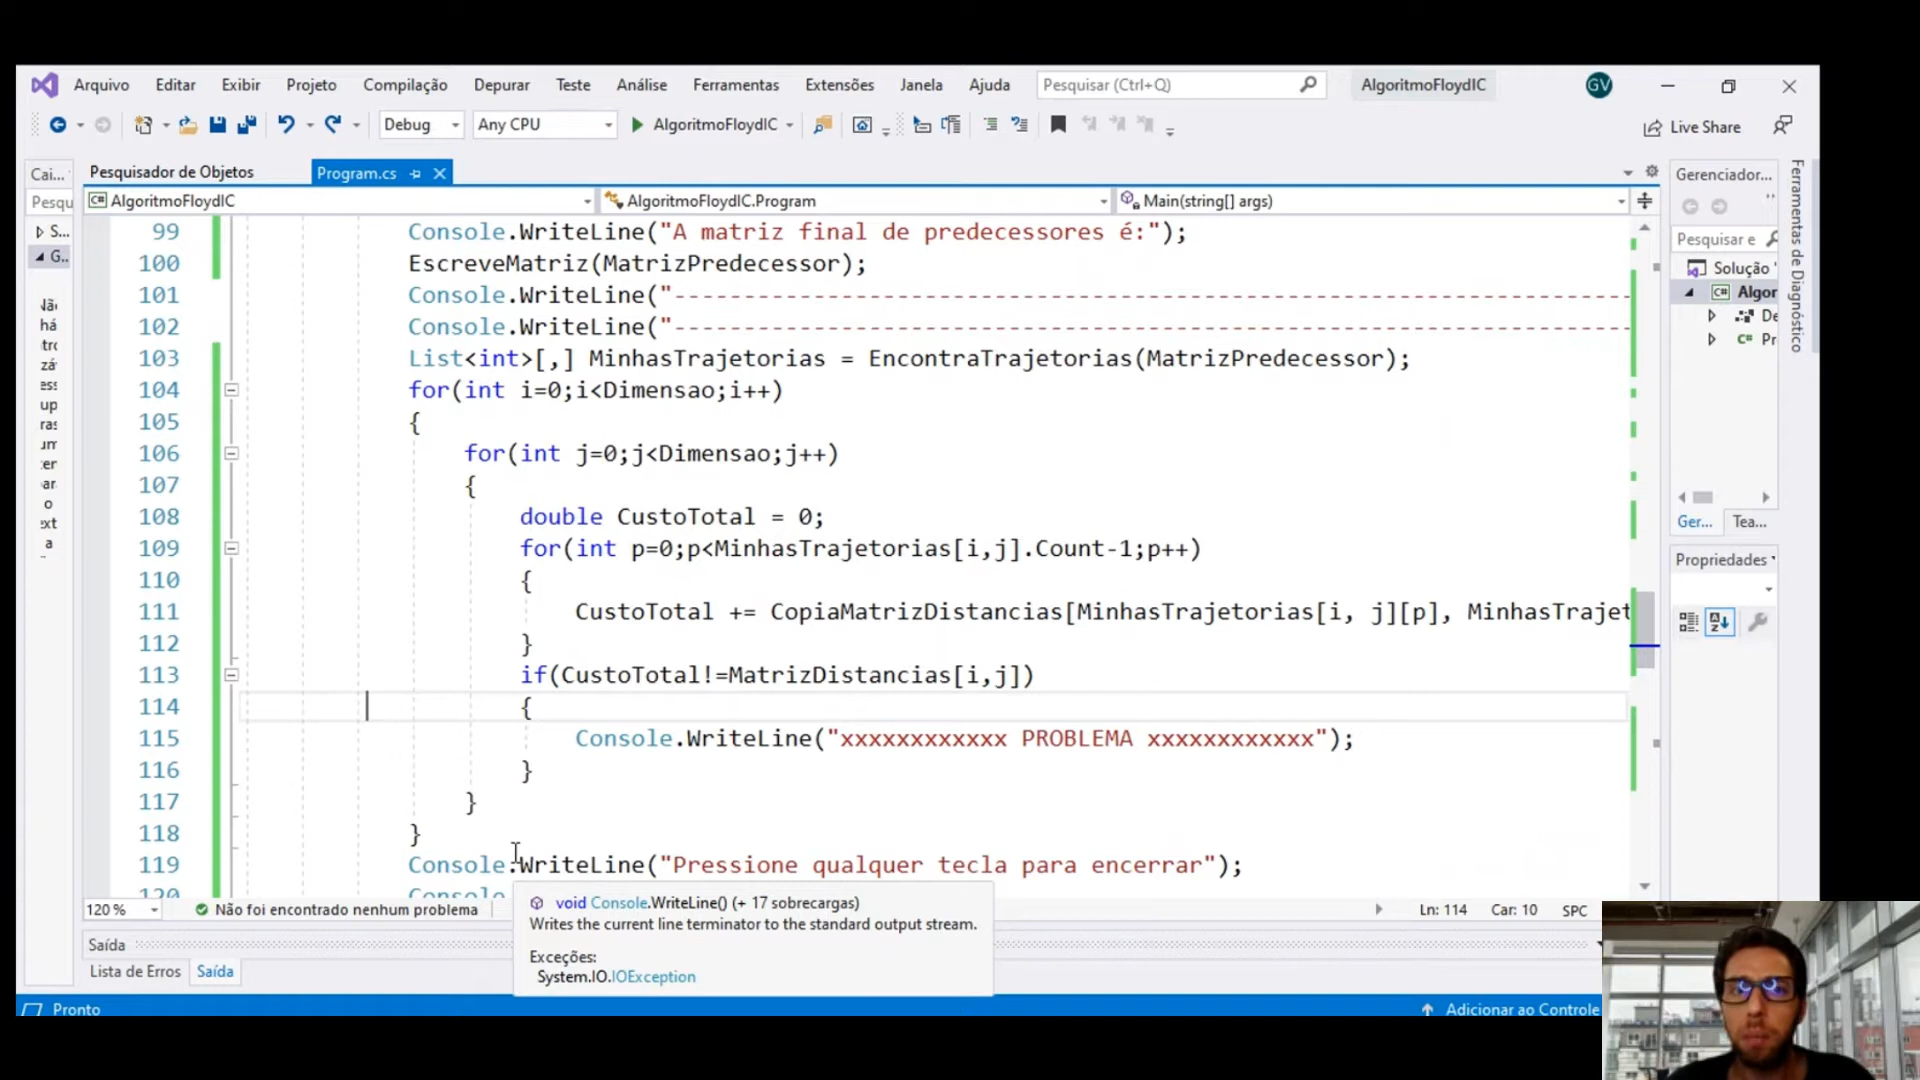 Arquivo Editar Exibir Projeto Compilação Depurar Teste Análise Ferramentas Extensões Janela Ajuda Pesquisar (Ctrl+Q) AlgoritmoFloydIC GV
Debug Any CPU AlgoritmoFloydIC Live Share
Cai... Pesquisador de Objetos Program.cs Gerenciador...
Pesqu AlgoritmoFloydIC AlgoritmoFloydIC.Program Main(string[] args)
Ferramentas de Diagnóstico
99 Console.WriteLine("A matriz final de predecessores é:");
100 EscreveMatriz(MatrizPredecessor);
101 Console.WriteLine("---------------------------------------------------------------------
102 Console.WriteLine("---------------------------------------------------------------------
103 List<int>[,] MinhasTrajetorias = EncontraTrajetorias(MatrizPredecessor);
104 for(int i=0;i<Dimensao;i++)
105 {
106 for(int j=0;j<Dimensao;j++)
107 {
108 double CustoTotal = 0;
109 for(int p=0;p<MinhasTrajetorias[i,j].Count-1;p++)
110 {
111 CustoTotal += CopiaMatrizDistancias[MinhasTrajetorias[i, j][p], MinhasTrajet
112 }
113 if(CustoTotal!=MatrizDistancias[i,j])
114 {
115 Console.WriteLine("xxxxxxxxxxxx PROBLEMA xxxxxxxxxxxx");
116 }
117 }
118 }
119 Console.WriteLine("Pressione qualquer tecla para encerrar");
120 Console
S...
G..
Pesquisar e
Solução '
Algor
De
Pr
Ger... Tea...
Propriedades
void Console.WriteLine() (+ 17 sobrecargas)
Writes the current line terminator to the standard output stream.
Exceções:
System.IO.IOException
120 % Não foi encontrado nenhum problema Ln: 114 Car: 10 SPC
Saída
Lista de Erros Saída
Pronto Adicionar ao Controle